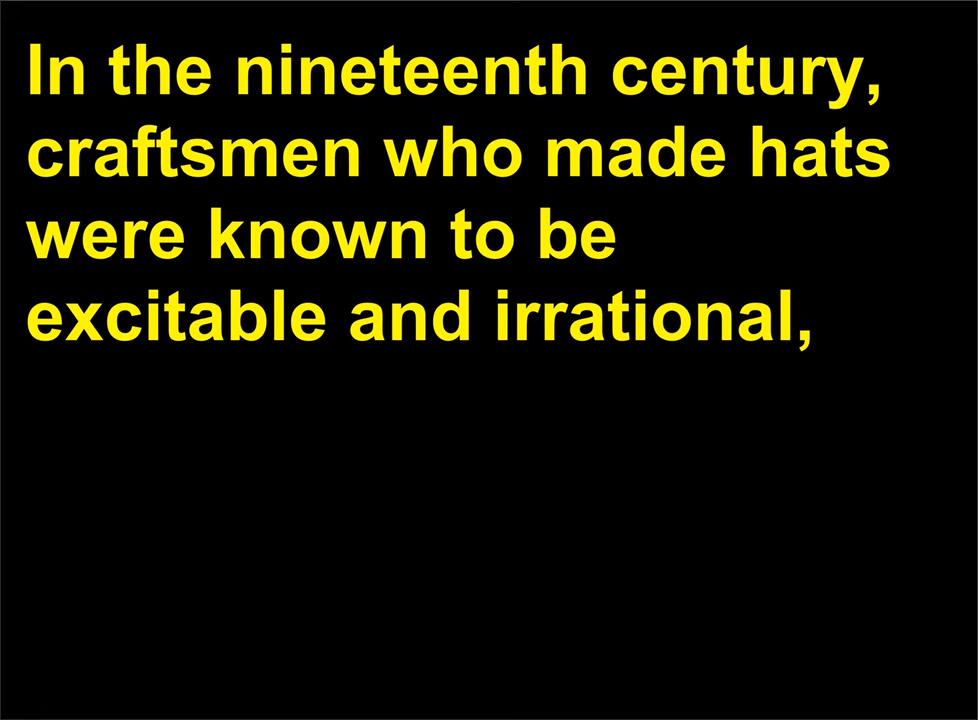 In the nineteenth century,
craftsmen who made hats
were known to be
excitable and irrational,